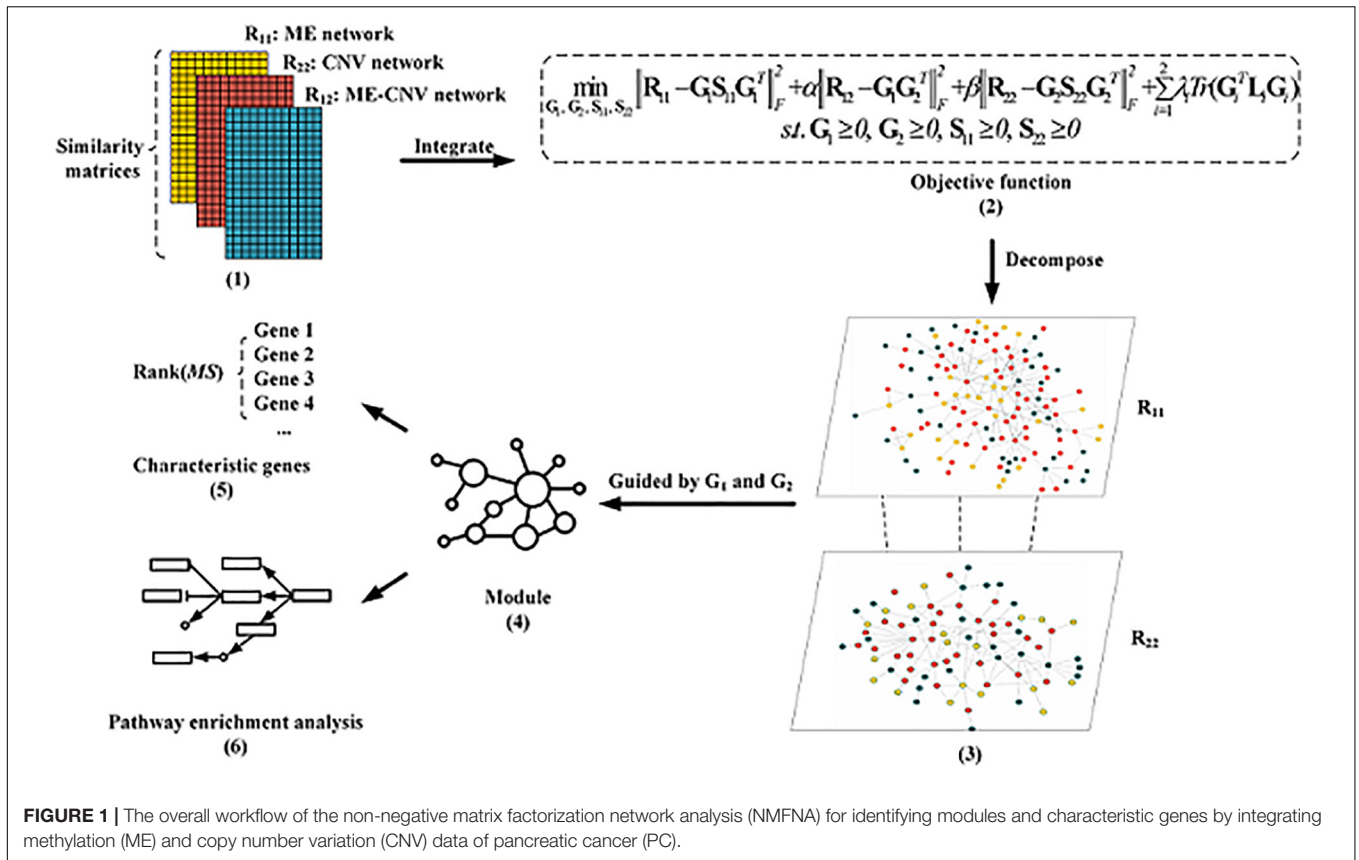 R₁₁: ME network
R₂₂: CNV network
R₁₂: ME-CNV network
Similarity
matrices
(1)
Integrate
min ‖R₁₁ −G₁S₁₁G₁ᵀ‖²_F +α‖R₁₂ −G₁G₂ᵀ‖²_F +β‖R₂₂ −G₂S₂₂G₂ᵀ‖²_F +∑²ᵢ₌₁ λᵢTr(GᵢᵀLᵢGᵢ)
G₁, G₂, S₁₁, S₂₂
s.t. G₁ ≥0, G₂ ≥0, S₁₁ ≥0, S₂₂ ≥0
Objective function
(2)
Decompose
R₁₁
R₂₂
(3)
Guided by G₁ and G₂
Module
(4)
Rank(MS)
Gene 1
Gene 2
Gene 3
Gene 4
...
Characteristic genes
(5)
Pathway enrichment analysis
(6)
FIGURE 1 | The overall workflow of the non-negative matrix factorization network analysis (NMFNA) for identifying modules and characteristic genes by integrating
methylation (ME) and copy number variation (CNV) data of pancreatic cancer (PC).